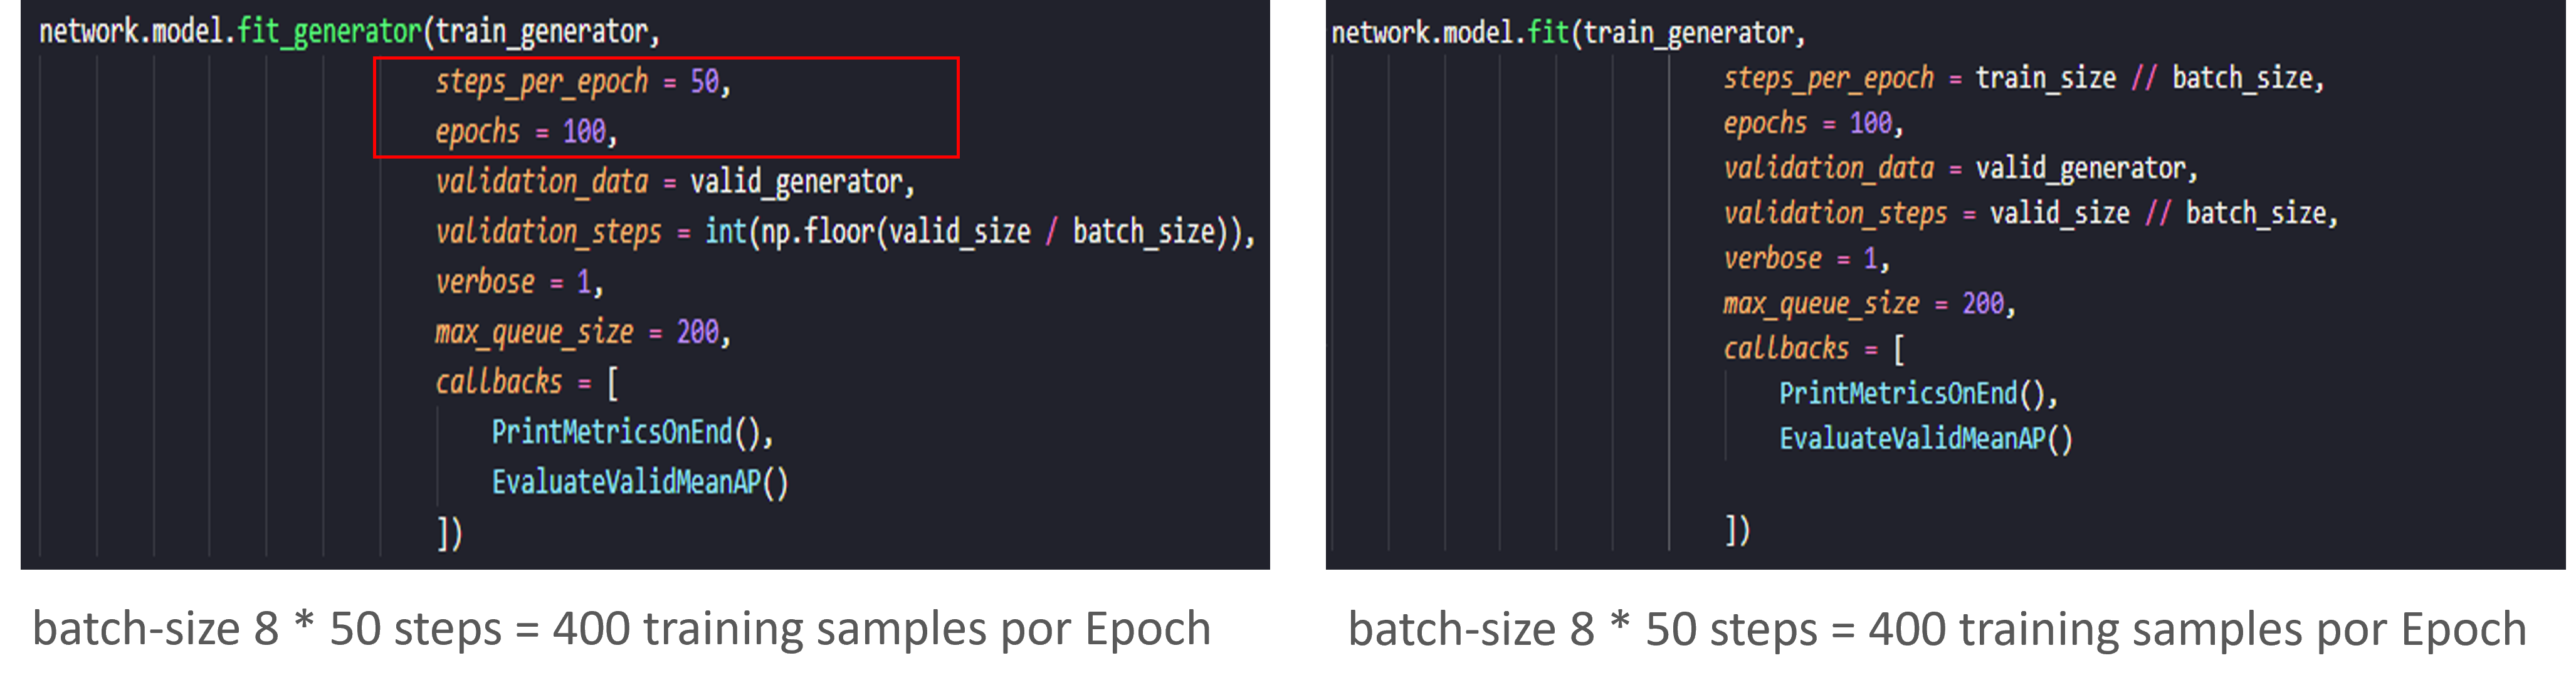 network.model.fit_generator(train_generator,
steps_per_epoch = 50,
epochs = 100,
validation_data = valid_generator,
validation_steps = int(np.floor(valid_size / batch_size)),
verbose = 1,
max_queue_size = 200,
callbacks = [
PrintMetricsOnEnd(),
EvaluateValidMeanAP()
])
batch-size 8 * 50 steps = 400 training samples por Epoch
network.model.fit(train_generator,
steps_per_epoch = train_size // batch_size,
epochs = 100,
validation_data = valid_generator,
validation_steps = valid_size // batch_size,
verbose = 1,
max_queue_size = 200,
callbacks = [
PrintMetricsOnEnd(),
EvaluateValidMeanAP()
])
batch-size 8 * 50 steps = 400 training samples por Epoch